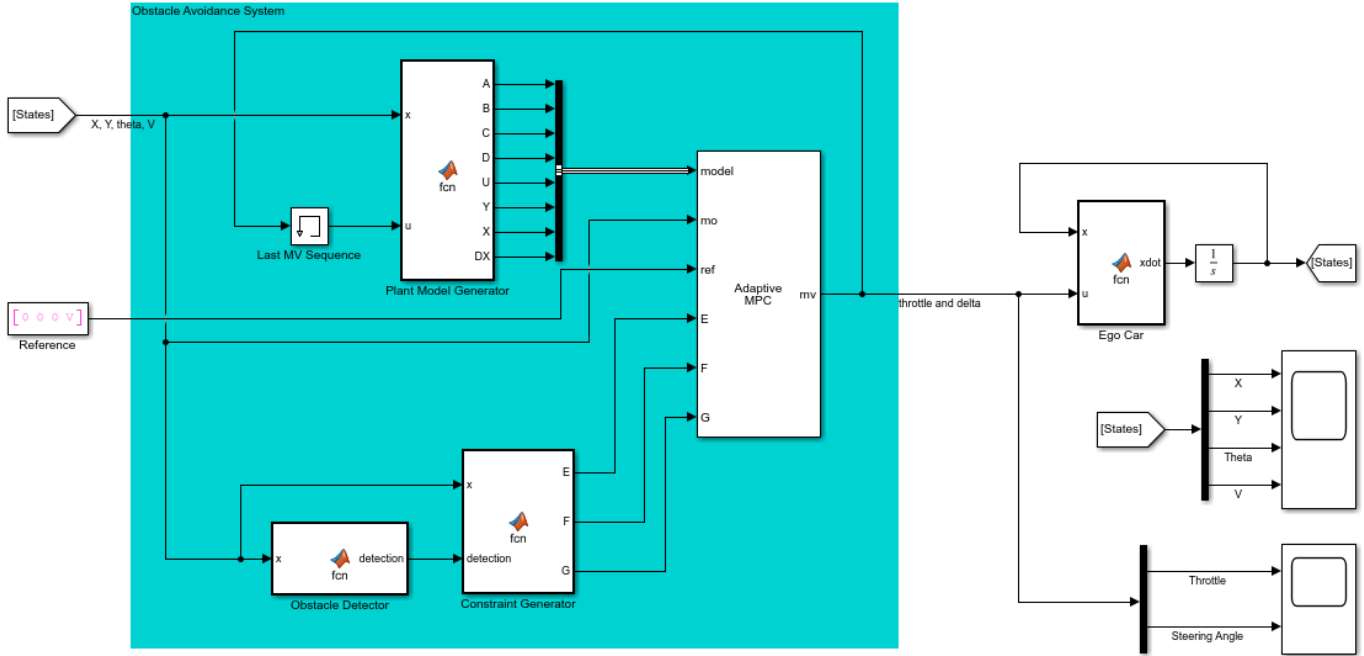 Obstacle Avoidance System
[States]
X, Y, theta, V
x
u
fcn
A
B
C
D
U
Y
X
DX
Plant Model Generator
Last MV Sequence
[0 0 0 V]
Reference
model
mo
ref
E
F
G
Adaptive
MPC
mv
throttle and delta
x
detection
fcn
Obstacle Detector
x
detection
fcn
E
F
G
Constraint Generator
x
u
fcn
xdot
Ego Car
1
s
[States]
[States]
X
Y
Theta
V
Throttle
Steering Angle